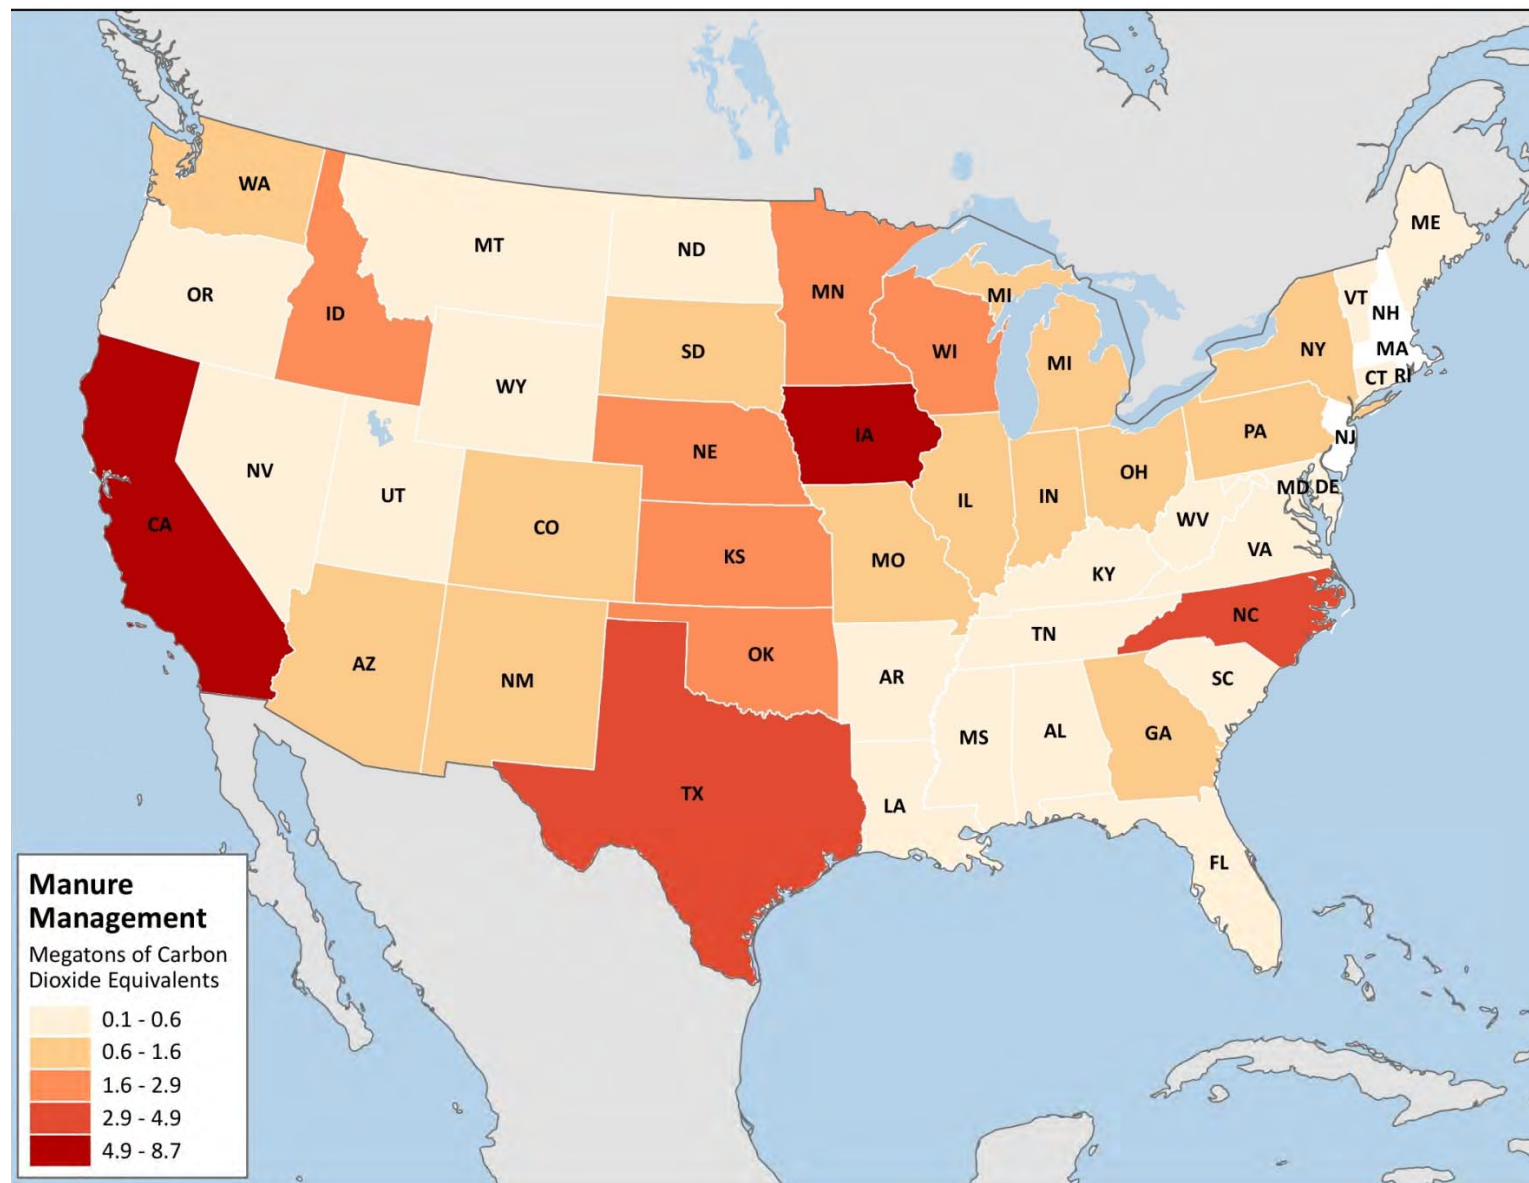 WA
MT
ND
ME
OR
ID
MN
MI
VT
NH
SD
WI
MI
NY
MA
WY
CT RI
NE
IA
PA
NJ
NV
UT
CO
IL
IN
OH
MD DE
CA
KS
MO
WV
VA
KY
NC
TN
AZ
NM
OK
AR
SC
MS
AL
GA
TX
LA
FL
Manure
Management
Megatons of Carbon
Dioxide Equivalents
0.1 - 0.6
0.6 - 1.6
1.6 - 2.9
2.9 - 4.9
4.9 - 8.7